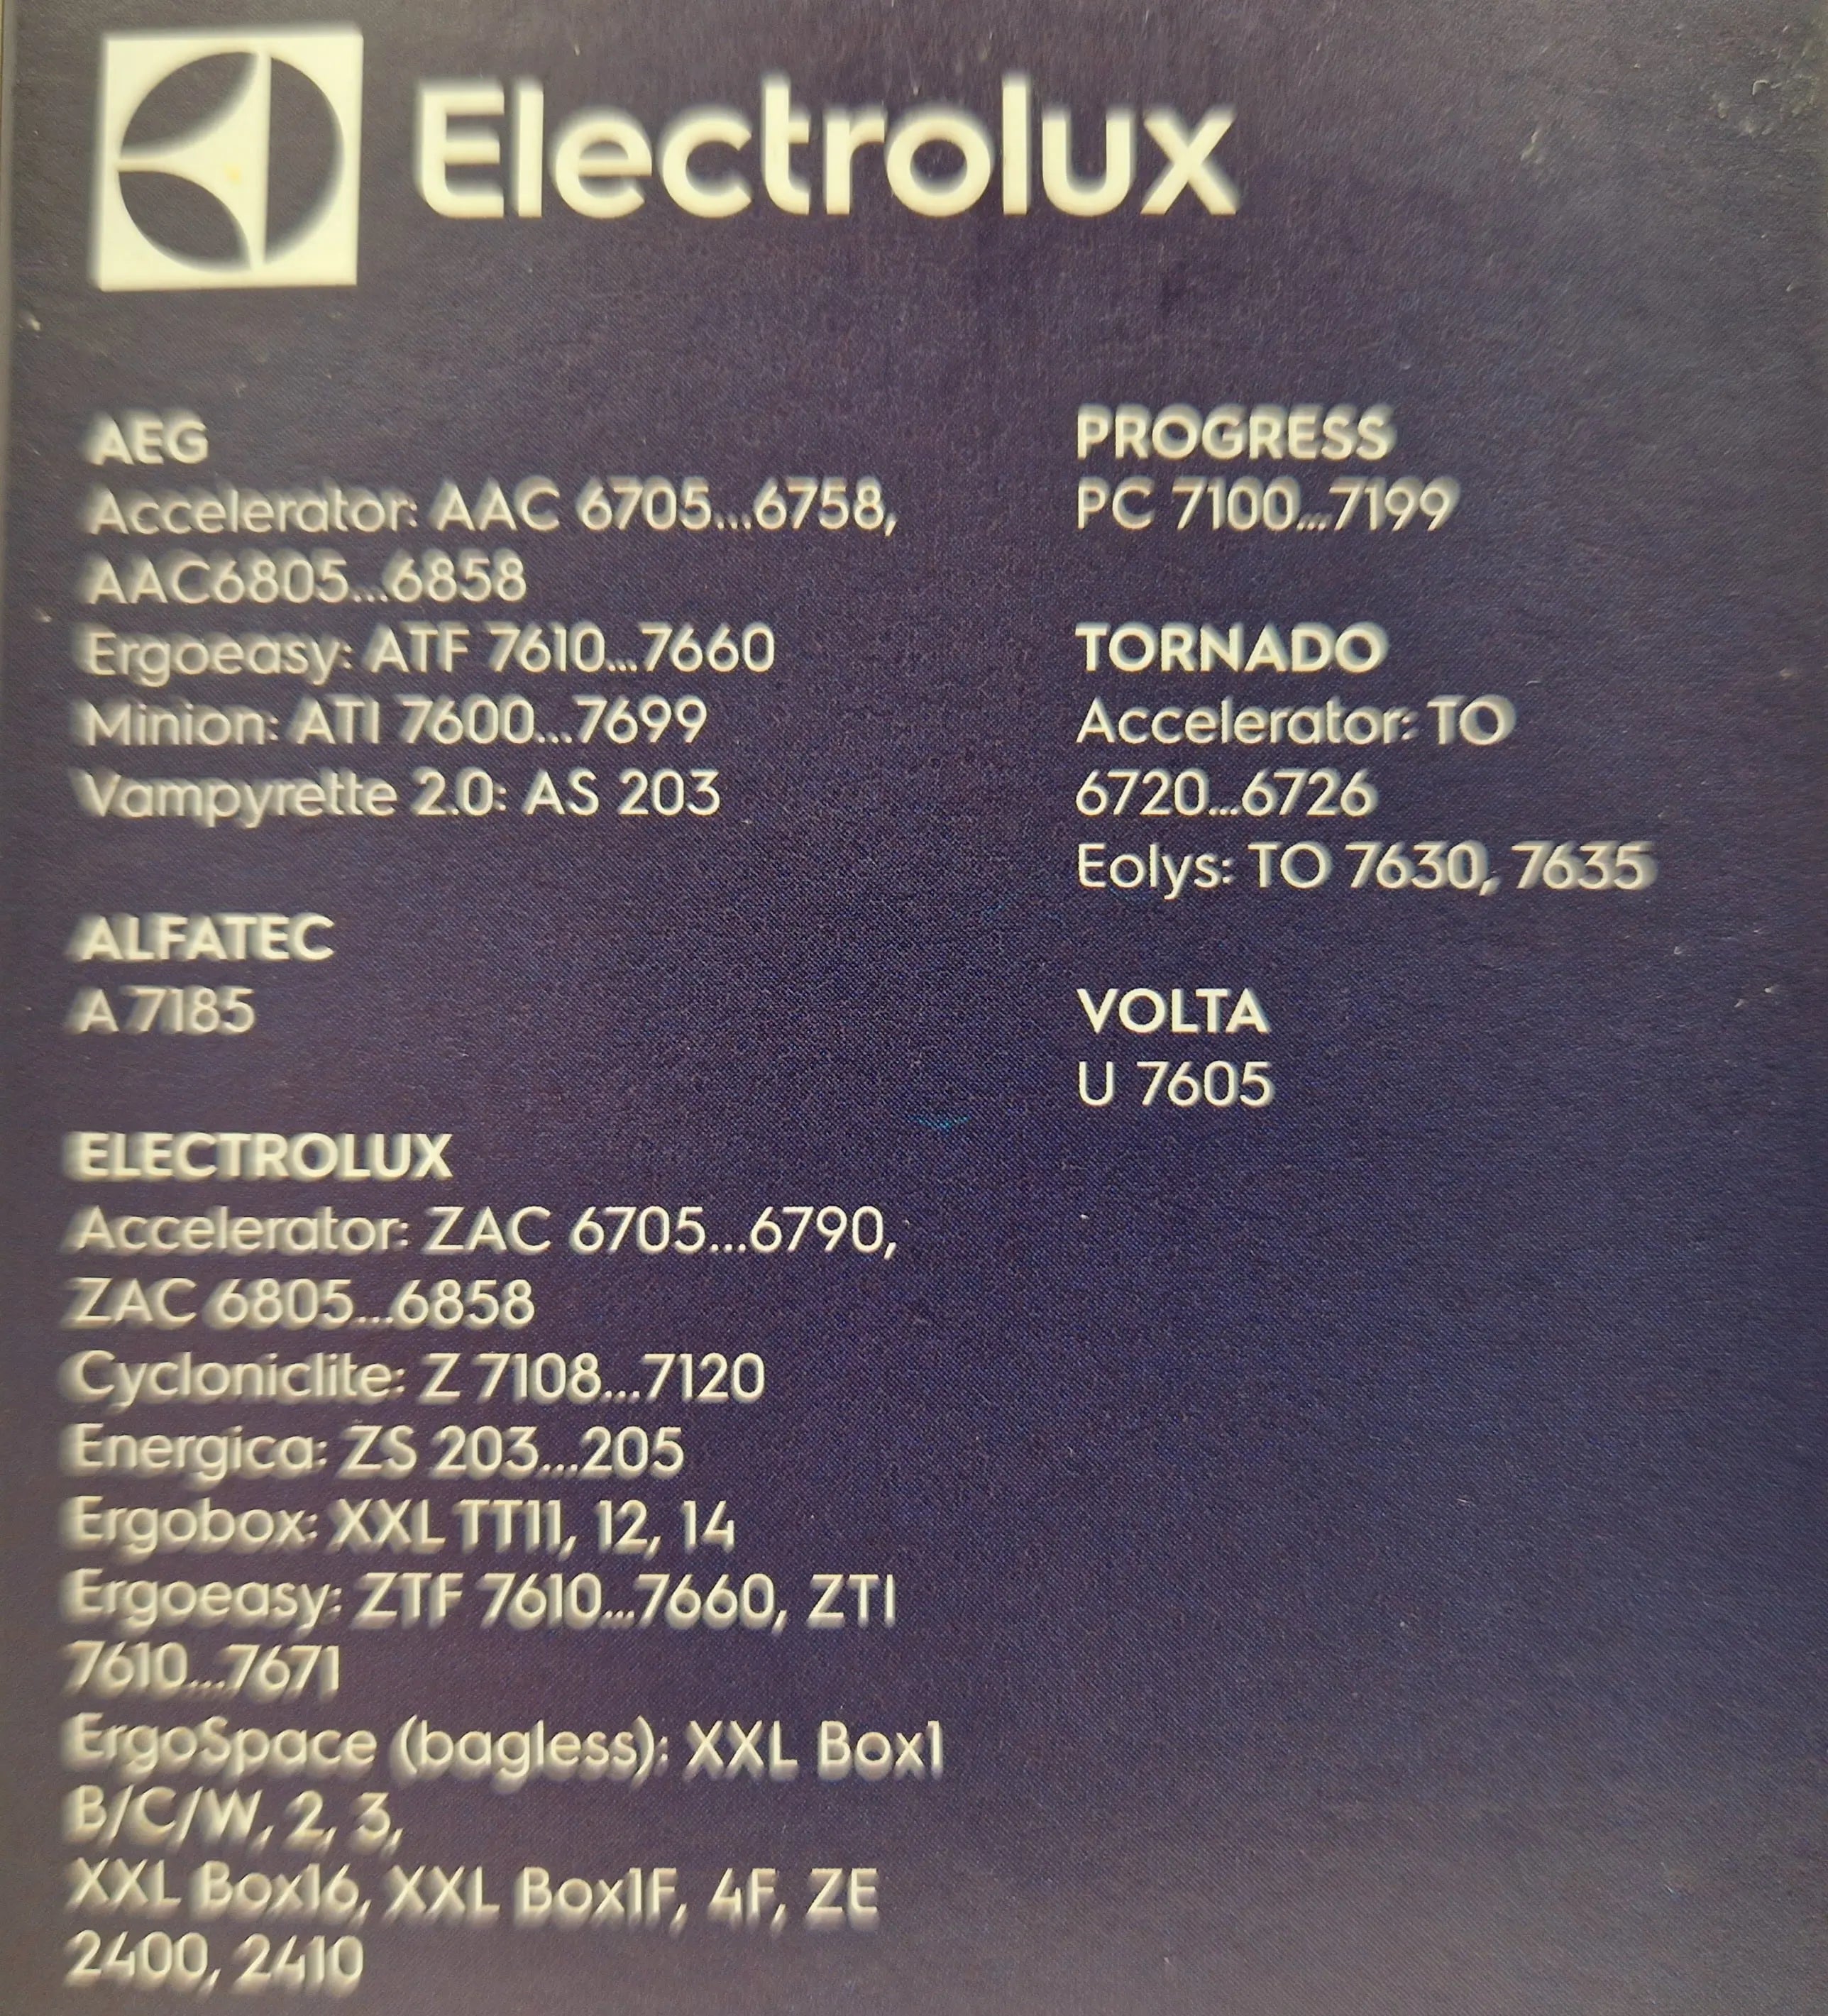 Electrolux
AEG
Accelerator: AAC 6705...6758,
AAC6805...6858
Ergoeasy: ATF 7610...7660
Minion: ATI 7600...7699
Vampyrette 2.0: AS 203
ALFATEC
A 7185
ELECTROLUX
Accelerator: ZAC 6705...6790,
ZAC 6805...6858
Cycloniclite: Z 7108...7120
Energica: ZS 203...205
Ergobox: XXL TT11, 12, 14
Ergoeasy: ZTF 7610...7660, ZTI
7610...7671
ErgoSpace (bagless): XXL Box1
B/C/W, 2, 3,
XXL Box16, XXL Box1F, 4F, ZE
2400, 2410
PROGRESS
PC 7100...7199
TORNADO
Accelerator: TO
6720...6726
Eolys: TO 7630, 7635
VOLTA
U 7605